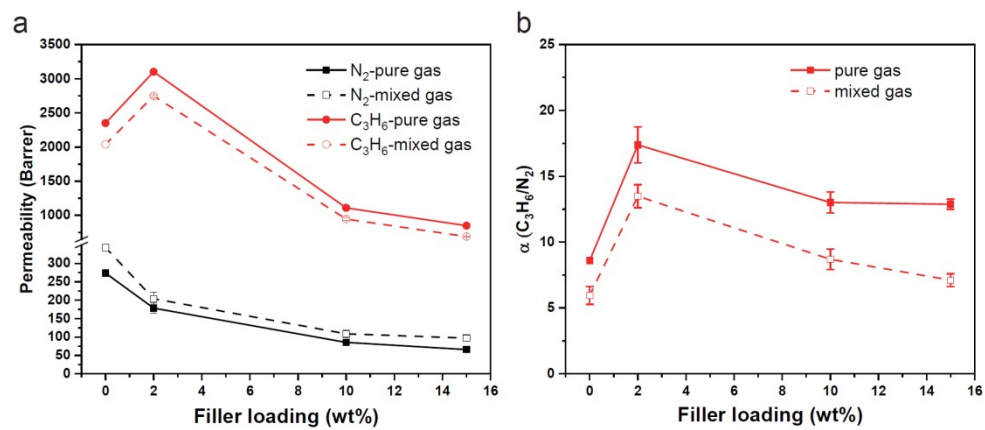 a
Permeability (Barrer)
3500
3000
2500
2000
1500
1000
300
250
200
150
100
50
0
0 2 4 6 8 10 12 14 16
Filler loading (wt%)
N₂-pure gas
N₂-mixed gas
C₃H₆-pure gas
C₃H₆-mixed gas
b
α (C₃H₆/N₂)
25
20
15
10
5
0
0 2 4 6 8 10 12 14 16
Filler loading (wt%)
pure gas
mixed gas